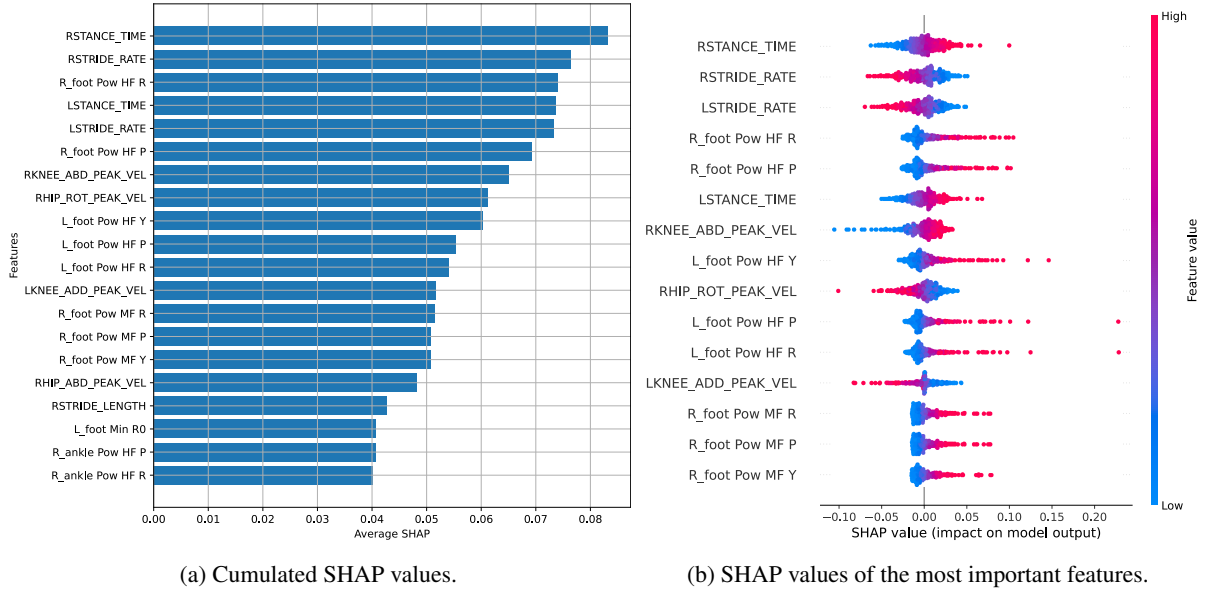 RSTANCE_TIME
RSTRIDE_RATE
R_foot Pow HF R
LSTANCE_TIME
LSTRIDE_RATE
R_foot Pow HF P
RKNEE_ABD_PEAK_VEL
RHIP_ROT_PEAK_VEL
L_foot Pow HF Y
L_foot Pow HF P
L_foot Pow HF R
LKNEE_ADD_PEAK_VEL
R_foot Pow MF R
R_foot Pow MF P
R_foot Pow MF Y
RHIP_ABD_PEAK_VEL
RSTRIDE_LENGTH
L_foot Min R0
R_ankle Pow HF P
R_ankle Pow HF R
Features
0.00 0.01 0.02 0.03 0.04 0.05 0.06 0.07 0.08
Average SHAP
(a) Cumulated SHAP values.
RSTANCE_TIME
RSTRIDE_RATE
LSTRIDE_RATE
R_foot Pow HF R
R_foot Pow HF P
LSTANCE_TIME
RKNEE_ABD_PEAK_VEL
L_foot Pow HF Y
RHIP_ROT_PEAK_VEL
L_foot Pow HF P
L_foot Pow HF R
LKNEE_ADD_PEAK_VEL
R_foot Pow MF R
R_foot Pow MF P
R_foot Pow MF Y
−0.10 −0.05 0.00 0.05 0.10 0.15 0.20
SHAP value (impact on model output)
High
Feature value
Low
(b) SHAP values of the most important features.